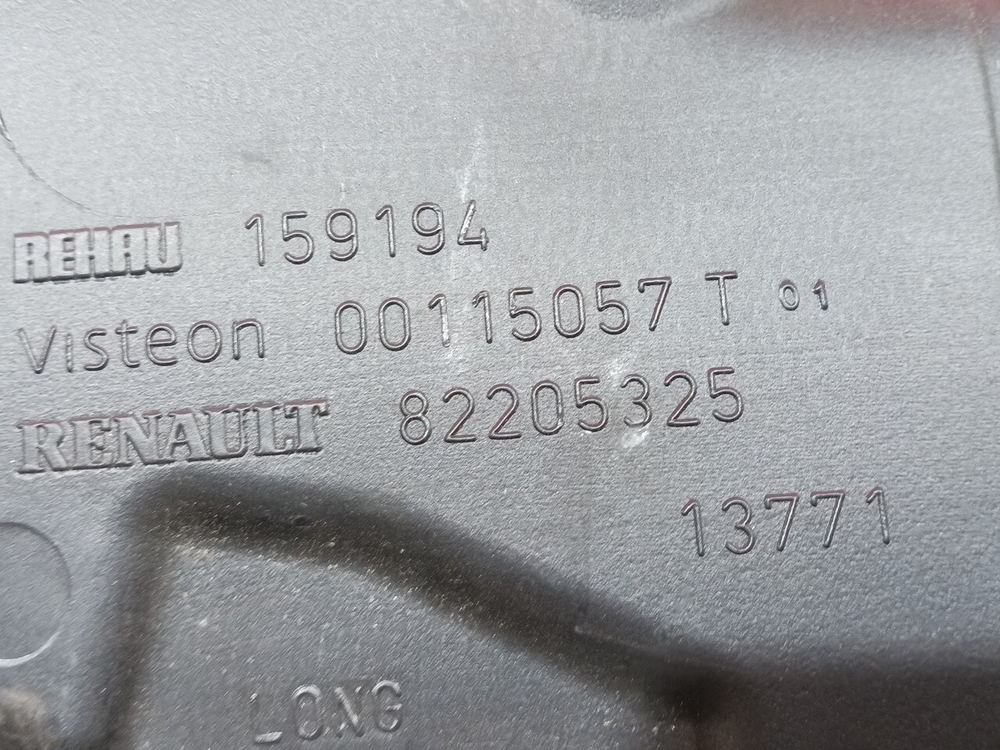 REHAU 159194
Visteon 00115057 T 01
RENAULT 82205325
13771
LONG